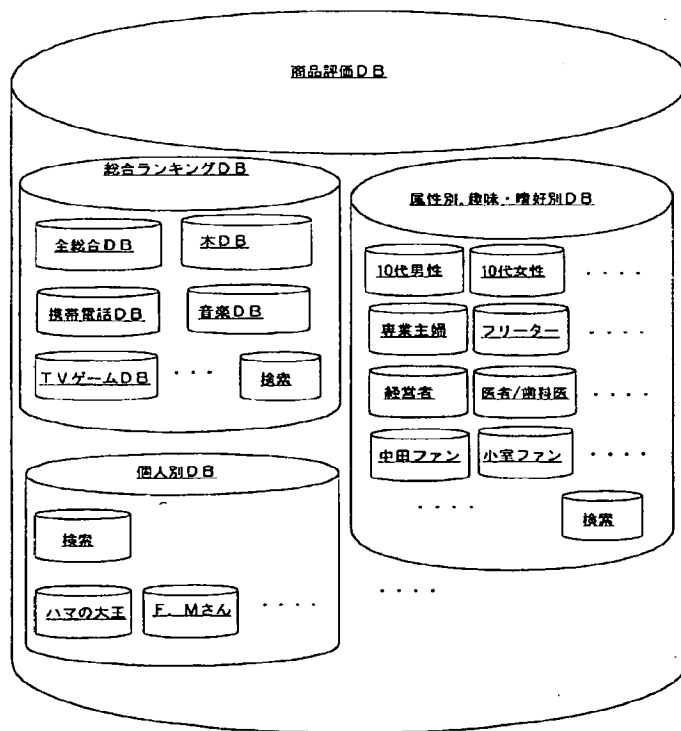 商品評価DB
総合ランキングDB
全総合DB
木DB
携帯電話DB
音楽DB
TVゲームDB
・・・
検索
属性別、趣味・嗜好別DB
10代男性
10代女性
・・・・
専業主婦
フリーター
・・・・
経営者
医者/歯科医
・・・・
中田ファン
小室ファン
・・・・
・・・・
検索
個人別DB
検索
ハマの大王
F．Mさん
・・・・
・・・・